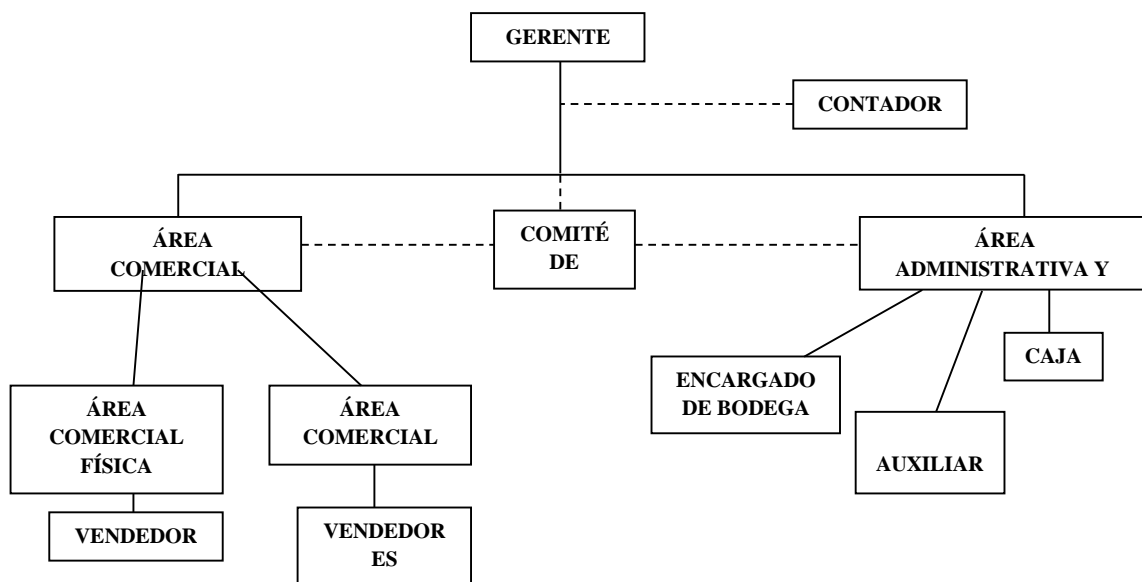 GERENTE
CONTADOR
ÁREA
COMERCIAL
COMITÉ
DE
ÁREA
ADMINISTRATIVA Y
CAJA
ENCARGADO
DE BODEGA
AUXILIAR
ÁREA
COMERCIAL
FÍSICA
ÁREA
COMERCIAL
VENDEDOR
VENDEDOR
ES